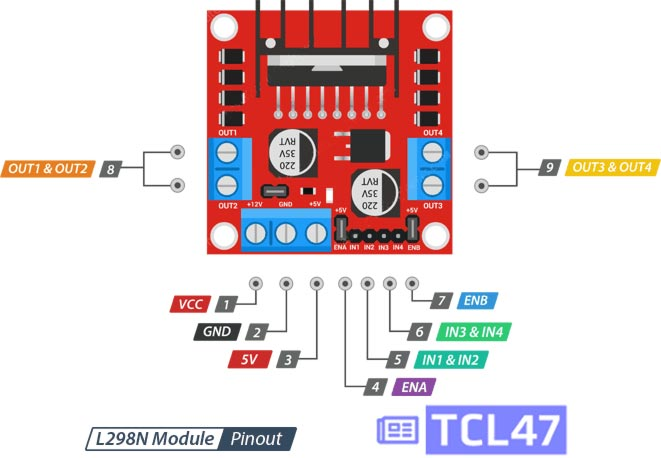 OUT1
OUT4
220
35V
RVT
OUT1 & OUT2 8
9 OUT3 & OUT4
220
35V
RVT
OUT2
OUT3
+12V GND +5V
+5V
+5V
ENA IN1 IN2 IN3 IN4 ENB
VCC 1
7 ENB
GND 2
6 IN3 & IN4
5V 3
5 IN1 & IN2
4 ENA
L298N Module Pinout
TCL47